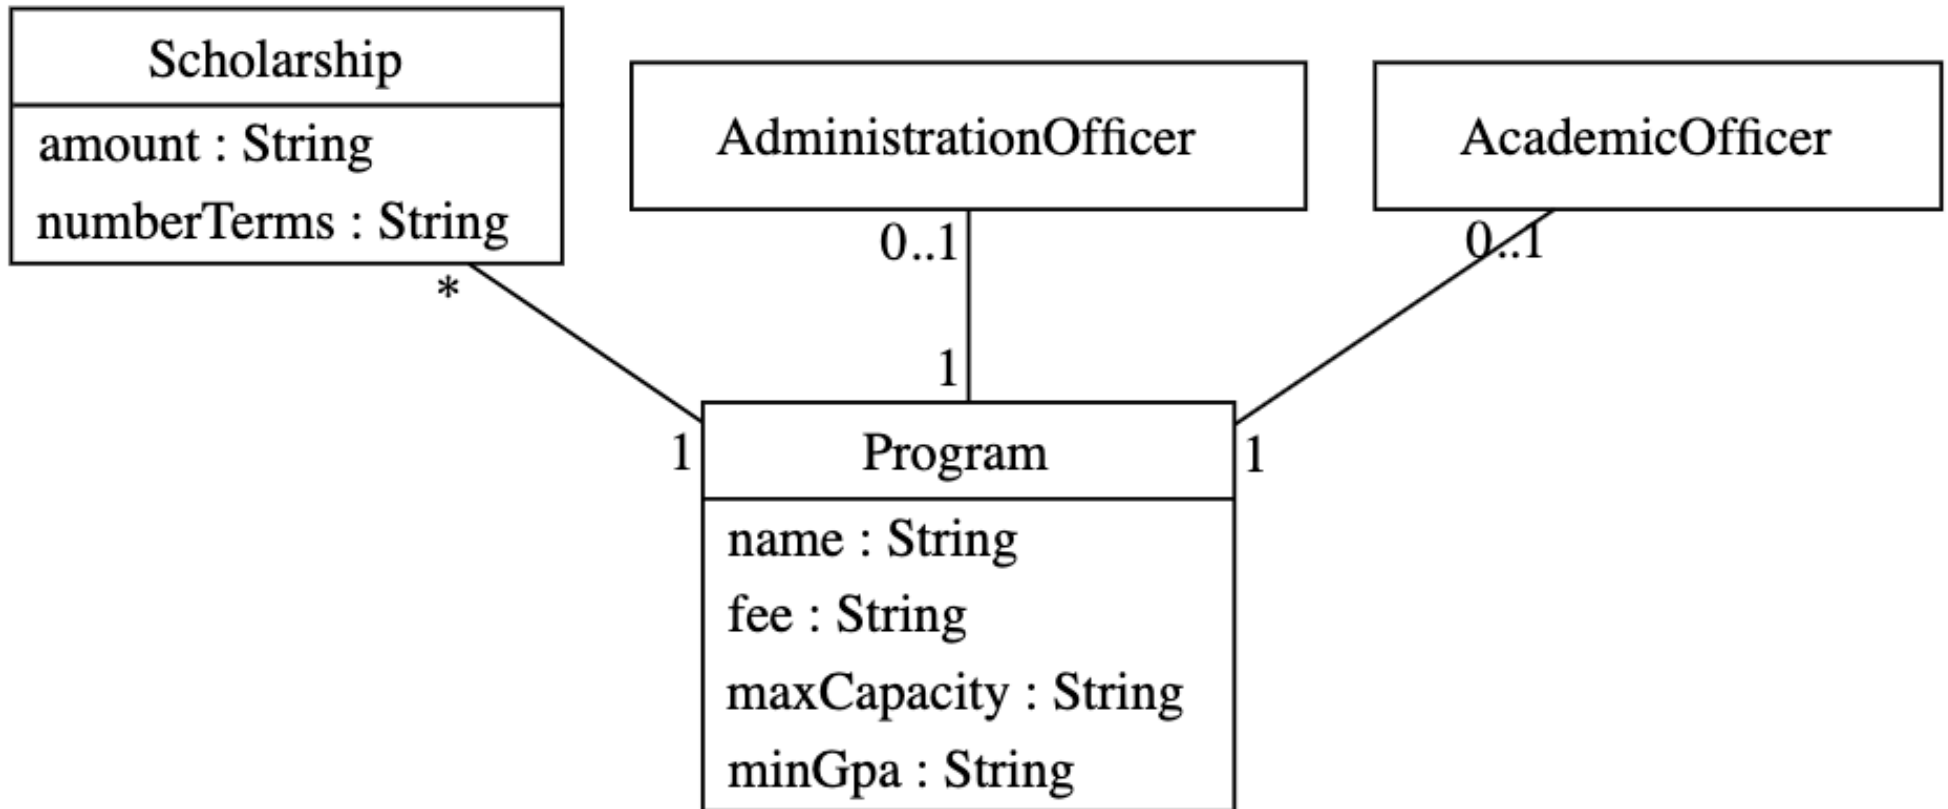 Scholarship
amount : String
numberTerms : String
AdministrationOfficer
AcademicOfficer
*
0..1
0..1
1
1
1
Program
name : String
fee : String
maxCapacity : String
minGpa : String